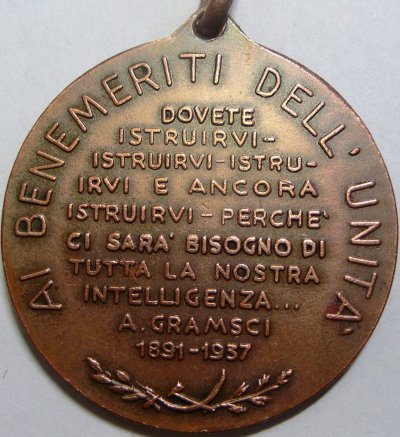 AI BENEMERITI DELL'UNITÀ
DOVETE
ISTRUIRVI-
ISTRUIRVI-ISTRU-
IRVI E ANCORA
ISTRUIRVI-PERCHE'
CI SARA' BISOGNO DI
TUTTA LA NOSTRA
INTELLIGENZA...
A. GRAMSCI
1891-1937